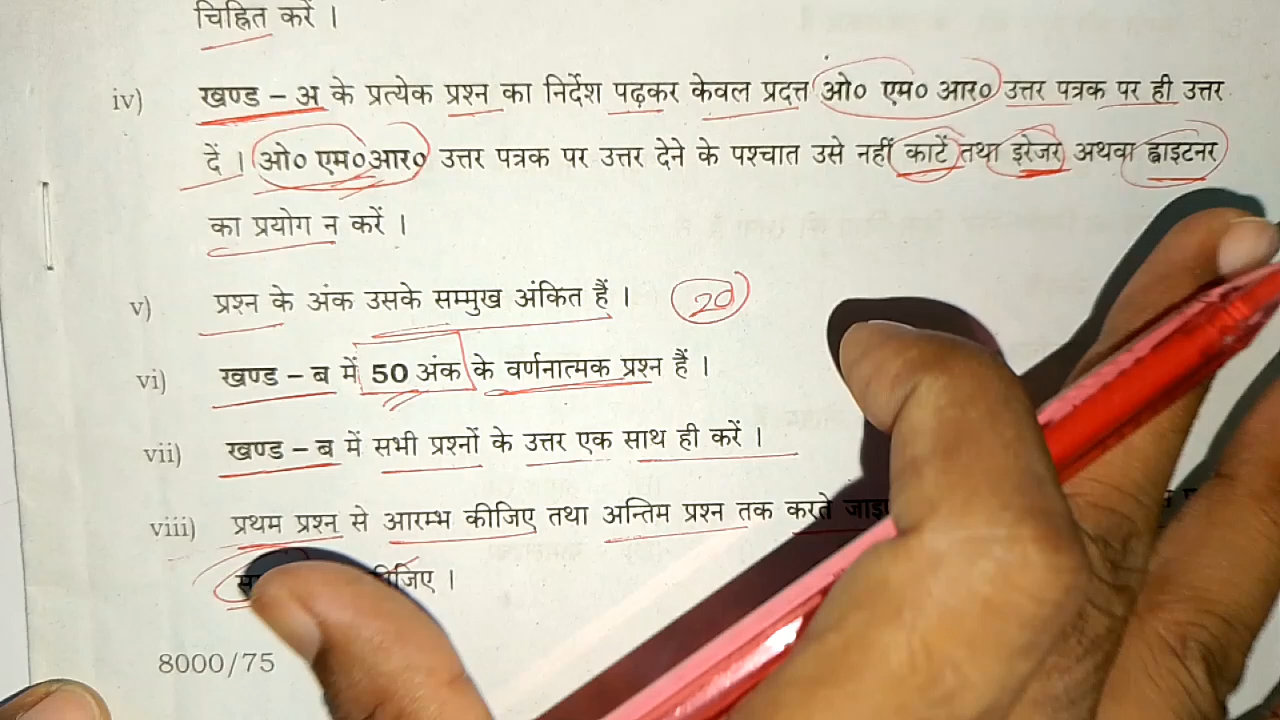 चिह्नित करें ।
iv) खण्ड – अ के प्रत्येक प्रश्न का निर्देश पढ़कर केवल प्रदत्त ओ० एम० आर० उत्तर पत्रक पर ही उत्तर
दें । ओ० एम०आर० उत्तर पत्रक पर उत्तर देने के पश्चात उसे नहीं काटें तथा इरेजर अथवा ह्वाइटनर
का प्रयोग न करें ।
v) प्रश्न के अंक उसके सम्मुख अंकित हैं । 20
vi) खण्ड – ब में 50 अंक के वर्णनात्मक प्रश्न हैं ।
vii) खण्ड – ब में सभी प्रश्नों के उत्तर एक साथ ही करें ।
viii) प्रथम प्रश्न से आरम्भ कीजिए तथा अन्तिम प्रश्न तक करते
8000/75